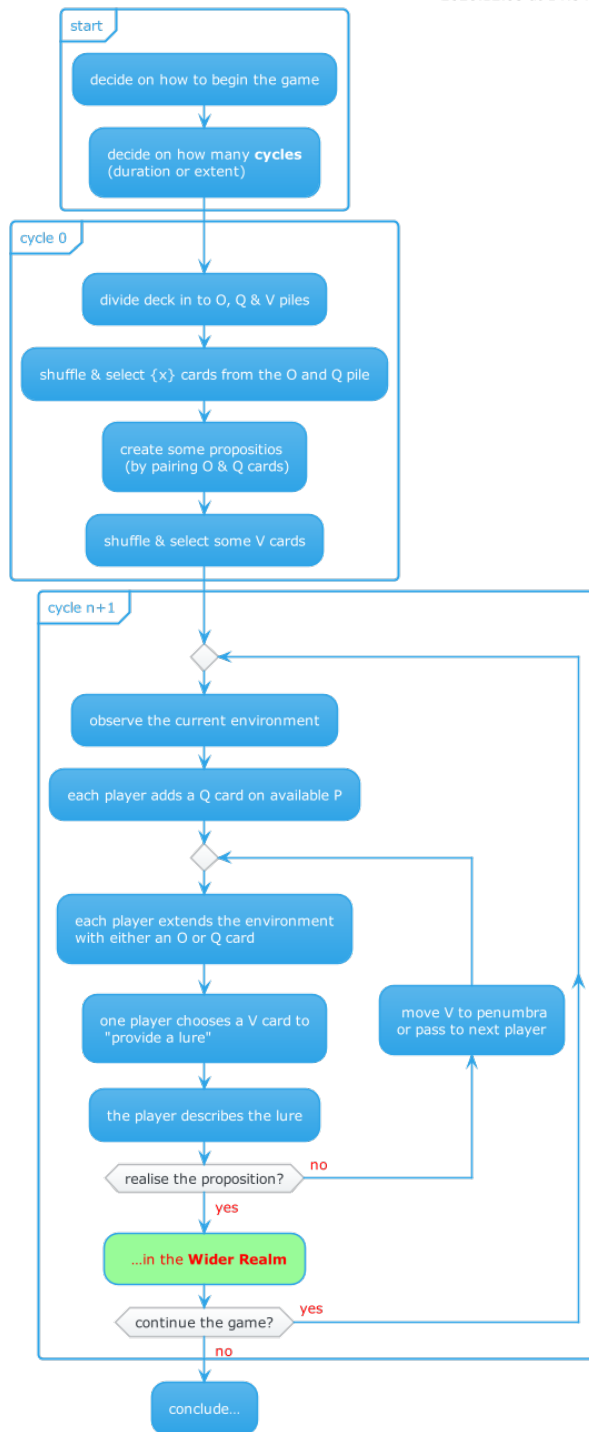 start
decide on how to begin the game
decide on how many cycles
(duration or extent)
cycle 0
divide deck in to O, Q & V piles
shuffle & select {x} cards from the O and Q pile
create some propositios
(by pairing O & Q cards)
shuffle & select some V cards
cycle n+1
observe the current environment
each player adds a Q card on available P
each player extends the environment
with either an O or Q card
one player chooses a V card to
"provide a lure"
move V to penumbra
or pass to next player
the player describes the lure
realise the proposition?
no
yes
...in the Wider Realm
continue the game?
yes
no
conclude...